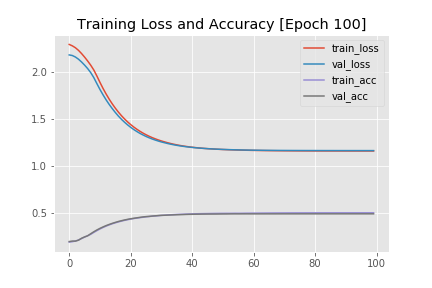 Training Loss and Accuracy [Epoch 100]
train_loss
val_loss
train_acc
val_acc
2.0
1.5
1.0
0.5
0 20 40 60 80 100